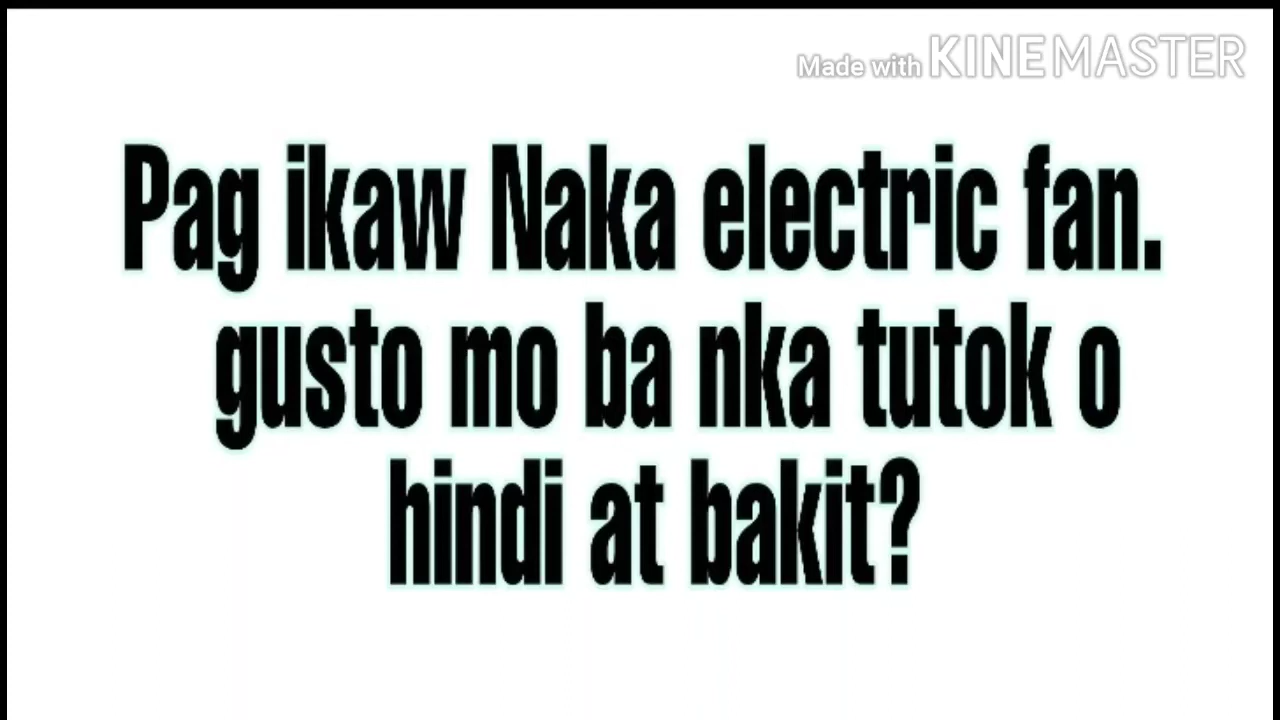 Made with KINEMASTER
Pag ikaw Naka electric fan.
gusto mo ba nka tutok o
hindi at bakit?